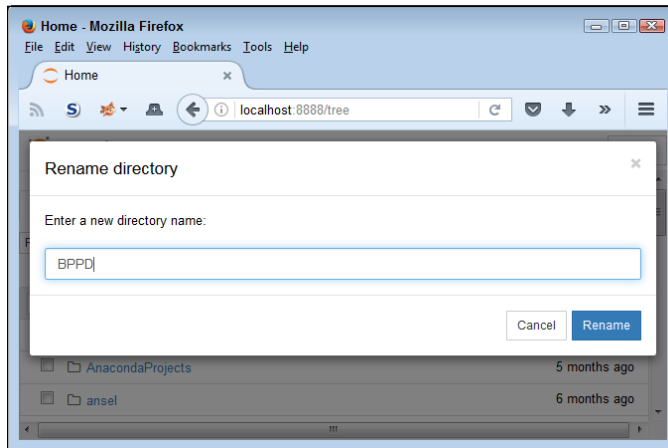 Home - Mozilla Firefox
File Edit View History Bookmarks Tools Help
Home
localhost:8888/tree
Rename directory
Enter a new directory name:
BPPD
Cancel Rename
AnacondaProjects 5 months ago
ansel 6 months ago